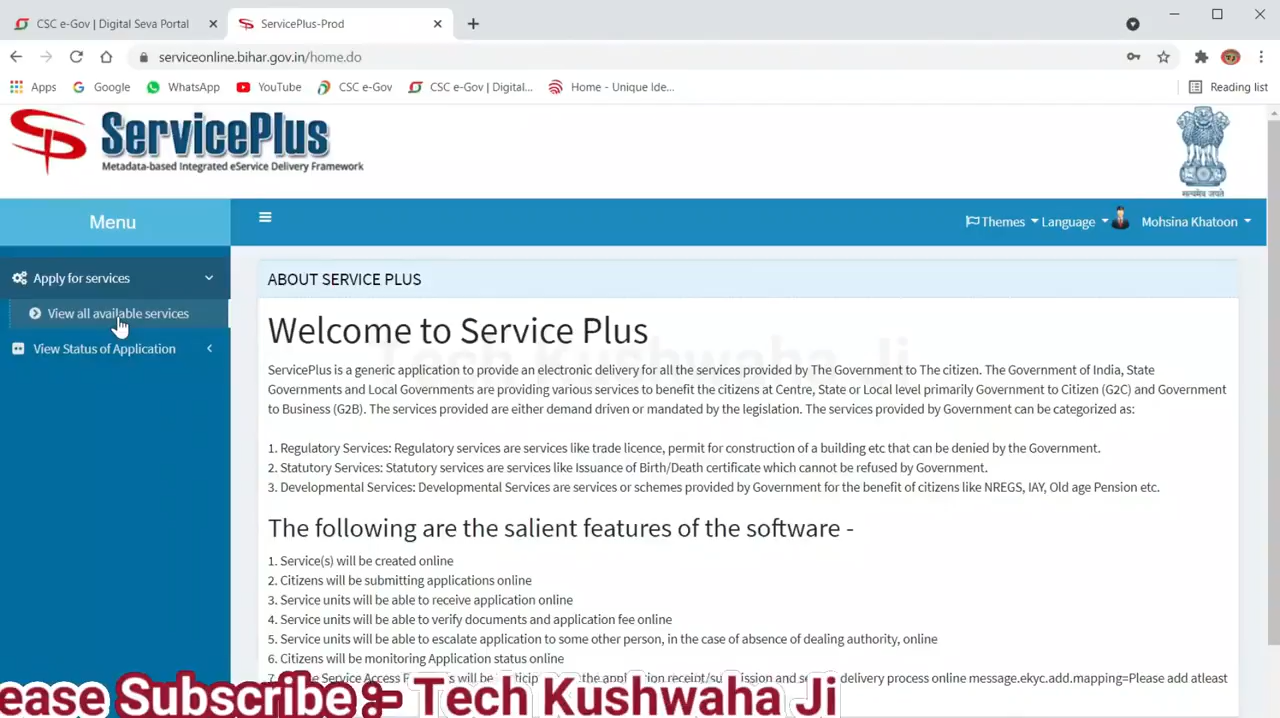 CSC e-Gov | Digital Seva Portal
ServicePlus-Prod
serviceonline.bihar.gov.in/home.do
Apps
Google
WhatsApp
YouTube
CSC e-Gov
CSC e-Gov | Digital...
Home - Unique Ide...
Reading list
ServicePlus
Metadata-based Integrated eService Delivery Framework
सत्यमेव जयते
Menu
Themes
Language
Mohsina Khatoon
Apply for services
View all available services
View Status of Application
ABOUT SERVICE PLUS
Welcome to Service Plus
Tech Kushwaha Ji
ServicePlus is a generic application to provide an electronic delivery for all the services provided by The Government to The citizen. The Government of India, State
Governments and Local Governments are providing various services to benefit the citizens at Centre, State or Local level primarily Government to Citizen (G2C) and Government
to Business (G2B). The services provided are either demand driven or mandated by the legislation. The services provided by Government can be categorized as:
1. Regulatory Services: Regulatory services are services like trade licence, permit for construction of a building etc that can be denied by the Government.
2. Statutory Services: Statutory services are services like Issuance of Birth/Death certificate which cannot be refused by Government.
3. Developmental Services: Developmental Services are services or schemes provided by Government for the benefit of citizens like NREGS, IAY, Old age Pension etc.
The following are the salient features of the software -
1. Service(s) will be created online
2. Citizens will be submitting applications online
3. Service units will be able to receive application online
4. Service units will be able to verify documents and application fee online
5. Service units will be able to escalate application to some other person, in the case of absence of dealing authority, online
6. Citizens will be monitoring Application status online
Service Access the application receipt/submission and delivery process online message.ekyc.add.mapping=Please add atleast
ease Subscribe :- Tech Kushwaha Ji